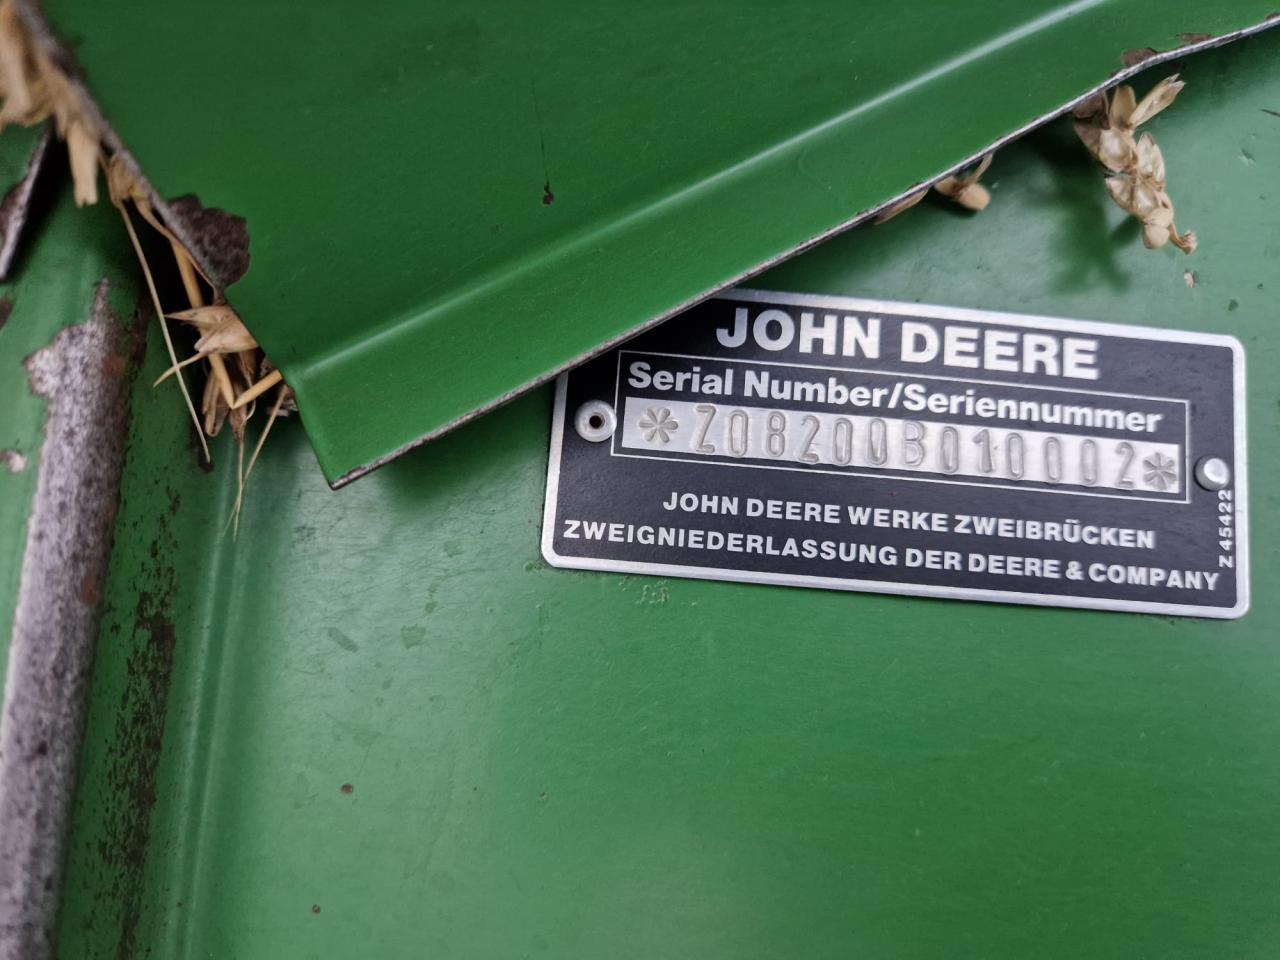 JOHN DEERE
Serial Number/Seriennummer
*Z08200B010002*
JOHN DEERE WERKE ZWEIBRÜCKEN
ZWEIGNIEDERLASSUNG DER DEERE & COMPANY
Z 45422